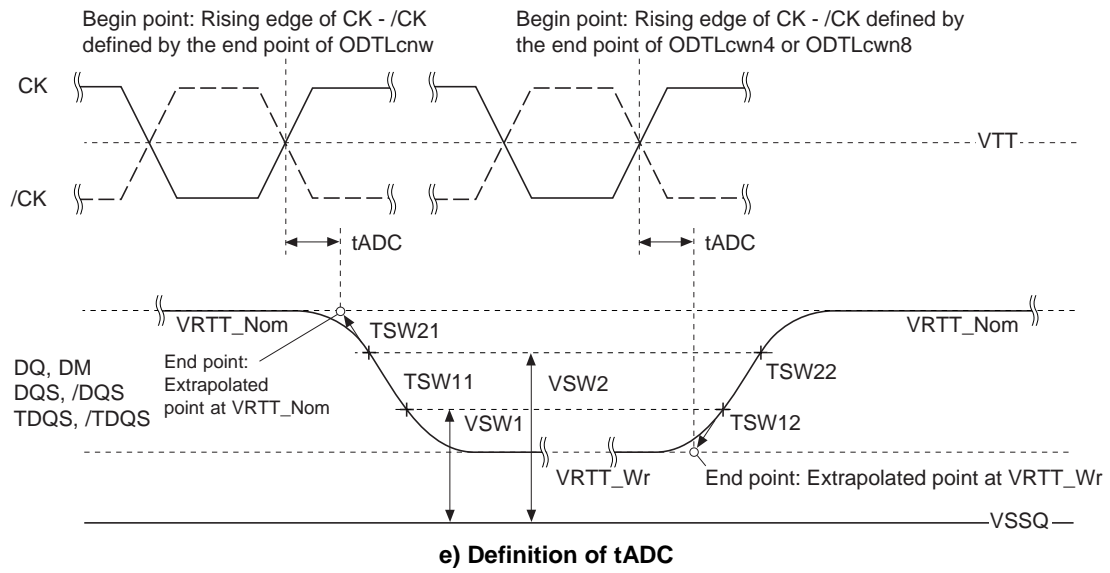 Begin point: Rising edge of CK - /CK
defined by the end point of ODTLcnw
Begin point: Rising edge of CK - /CK defined by
the end point of ODTLcwn4 or ODTLcwn8
CK
VTT
/CK
tADC
tADC
VRTT_Nom
TSW21
VRTT_Nom
End point:
Extrapolated
point at VRTT_Nom
DQ, DM
DQS, /DQS
TDQS, /TDQS
TSW11
VSW2
TSW22
VSW1
TSW12
VRTT_Wr
End point: Extrapolated point at VRTT_Wr
VSSQ
e) Definition of tADC